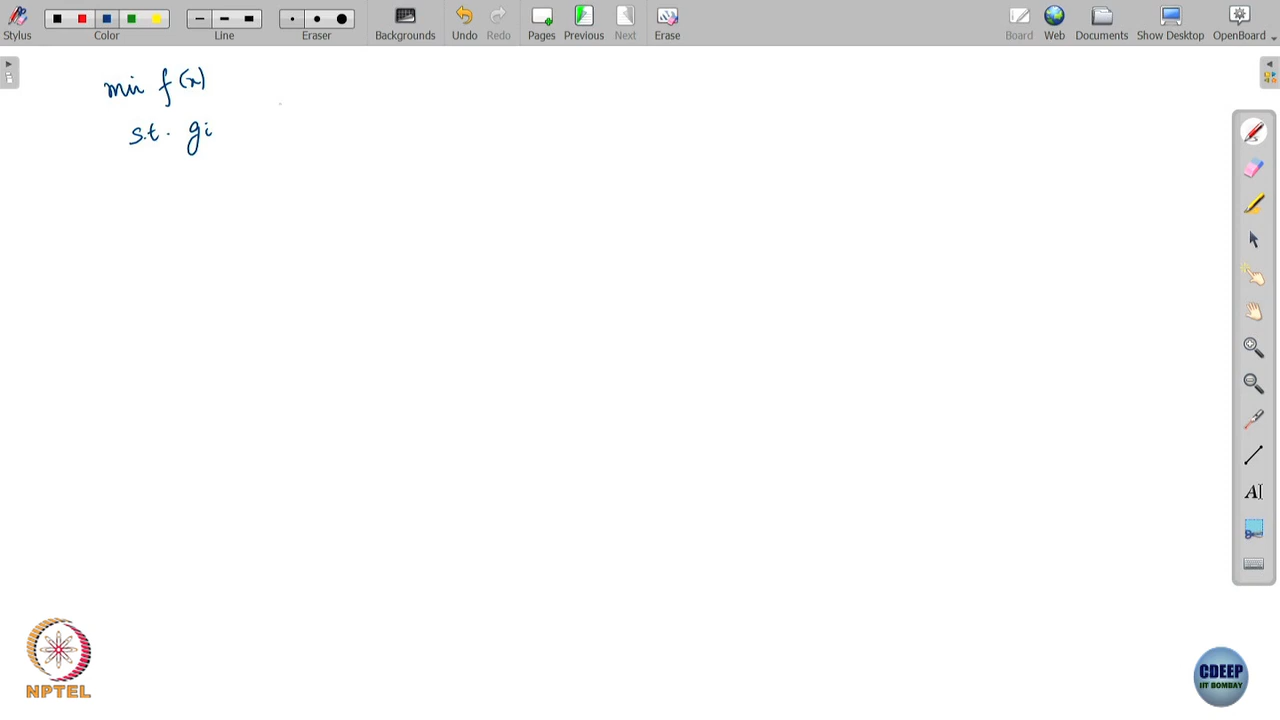 Stylus
Color
Line
Eraser
Backgrounds
Undo
Redo
Pages
Previous
Next
Erase
Board
Web
Documents
Show Desktop
OpenBoard
min f(x)
s.t. gi
AI
NPTEL
CDEEP
IIT BOMBAY